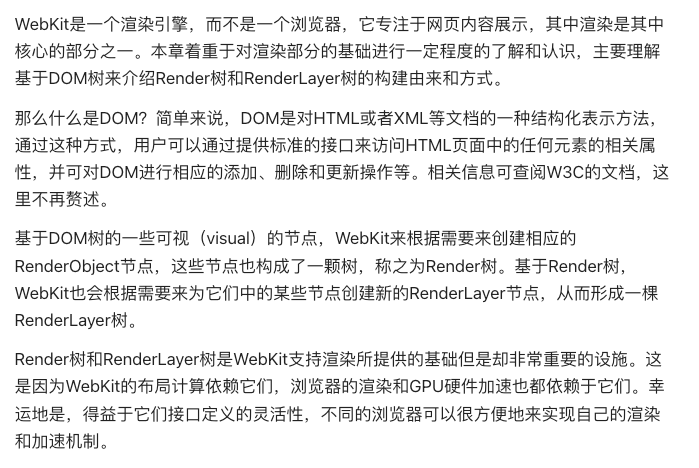 WebKit是一个渲染引擎，而不是一个浏览器，它专注于网页内容展示，其中渲染是其中
核心的部分之一。本章着重于对渲染部分的基础进行一定程度的了解和认识，主要理解
基于DOM树来介绍Render树和RenderLayer树的构建由来和方式。
那么什么是DOM？简单来说，DOM是对HTML或者XML等文档的一种结构化表示方法，
通过这种方式，用户可以通过提供标准的接口来访问HTML页面中的任何元素的相关属
性，并可对DOM进行相应的添加、删除和更新操作等。相关信息可查阅W3C的文档，这
里不再赘述。
基于DOM树的一些可视（visual）的节点，WebKit来根据需要来创建相应的
RenderObject节点，这些节点也构成了一颗树，称之为Render树。基于Render树，
WebKit也会根据需要来为它们中的某些节点创建新的RenderLayer节点，从而形成一棵
RenderLayer树。
Render树和RenderLayer树是WebKit支持渲染所提供的基础但是却非常重要的设施。这
是因为WebKit的布局计算依赖它们，浏览器的渲染和GPU硬件加速也都依赖于它们。幸
运地是，得益于它们接口定义的灵活性，不同的浏览器可以很方便地来实现自己的渲染
和加速机制。